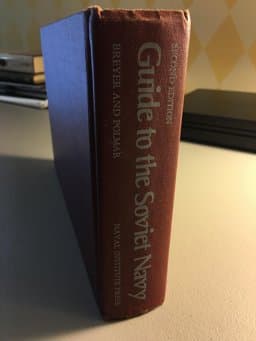 SECOND EDITION
Guide to the Soviet Navy
BREYER AND POLMAR
NAVAL INSTITUTE PRESS